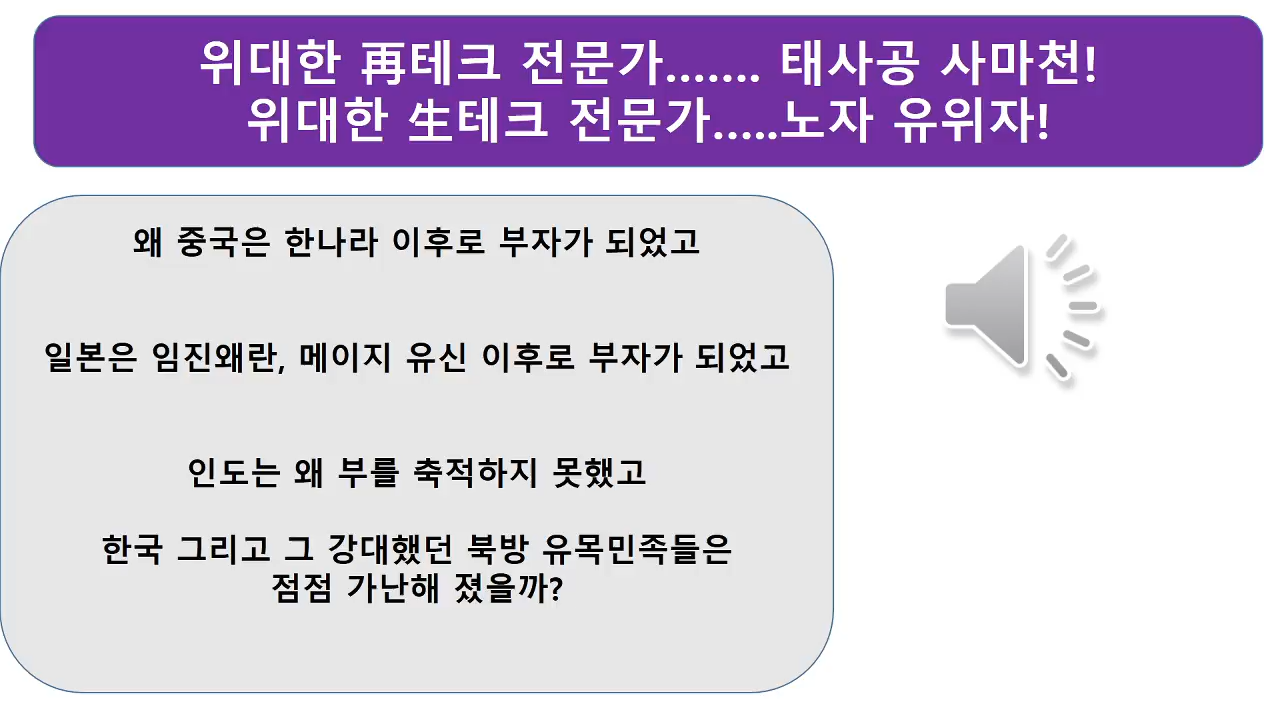 위대한 再테크 전문가....... 태사공 사마천!
위대한 生테크 전문가.....노자 유위자!
왜 중국은 한나라 이후로 부자가 되었고
일본은 임진왜란, 메이지 유신 이후로 부자가 되었고
인도는 왜 부를 축적하지 못했고
한국 그리고 그 강대했던 북방 유목민족들은
점점 가난해 졌을까?